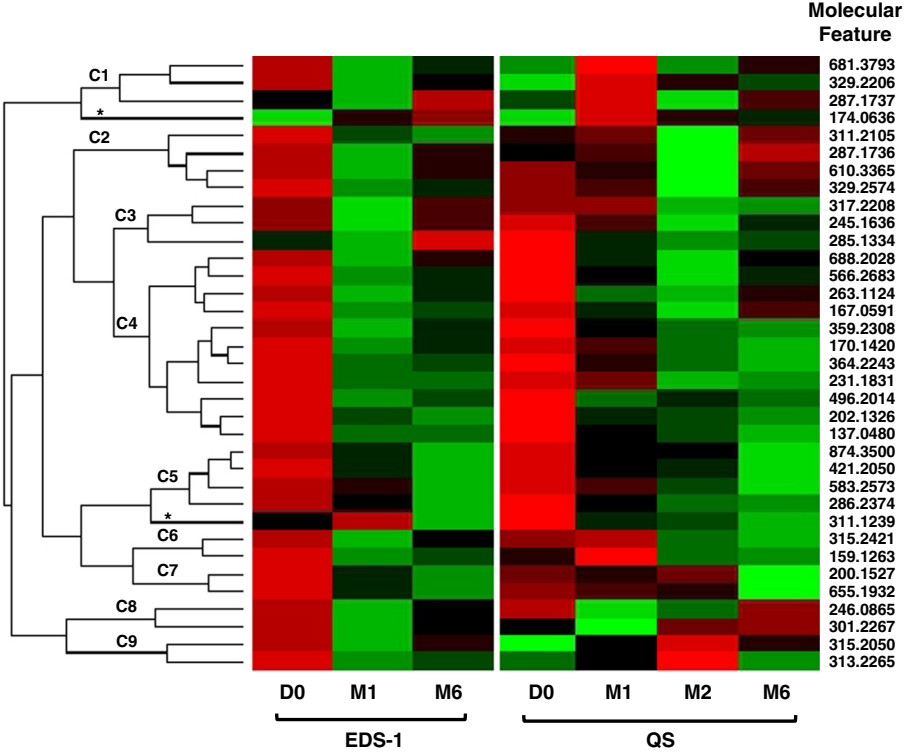 Molecular
Feature
C1
*
C2
C3
C4
C5
*
C6
C7
C8
C9
681.3793
329.2206
287.1737
174.0636
311.2105
287.1736
610.3365
329.2574
317.2208
245.1636
285.1334
688.2028
566.2683
263.1124
167.0591
359.2308
170.1420
364.2243
231.1831
496.2014
202.1326
137.0480
874.3500
421.2050
583.2573
286.2374
311.1239
315.2421
159.1263
200.1527
655.1932
246.0865
301.2267
315.2050
313.2265
D0 M1 M6 D0 M1 M2 M6
EDS-1 QS